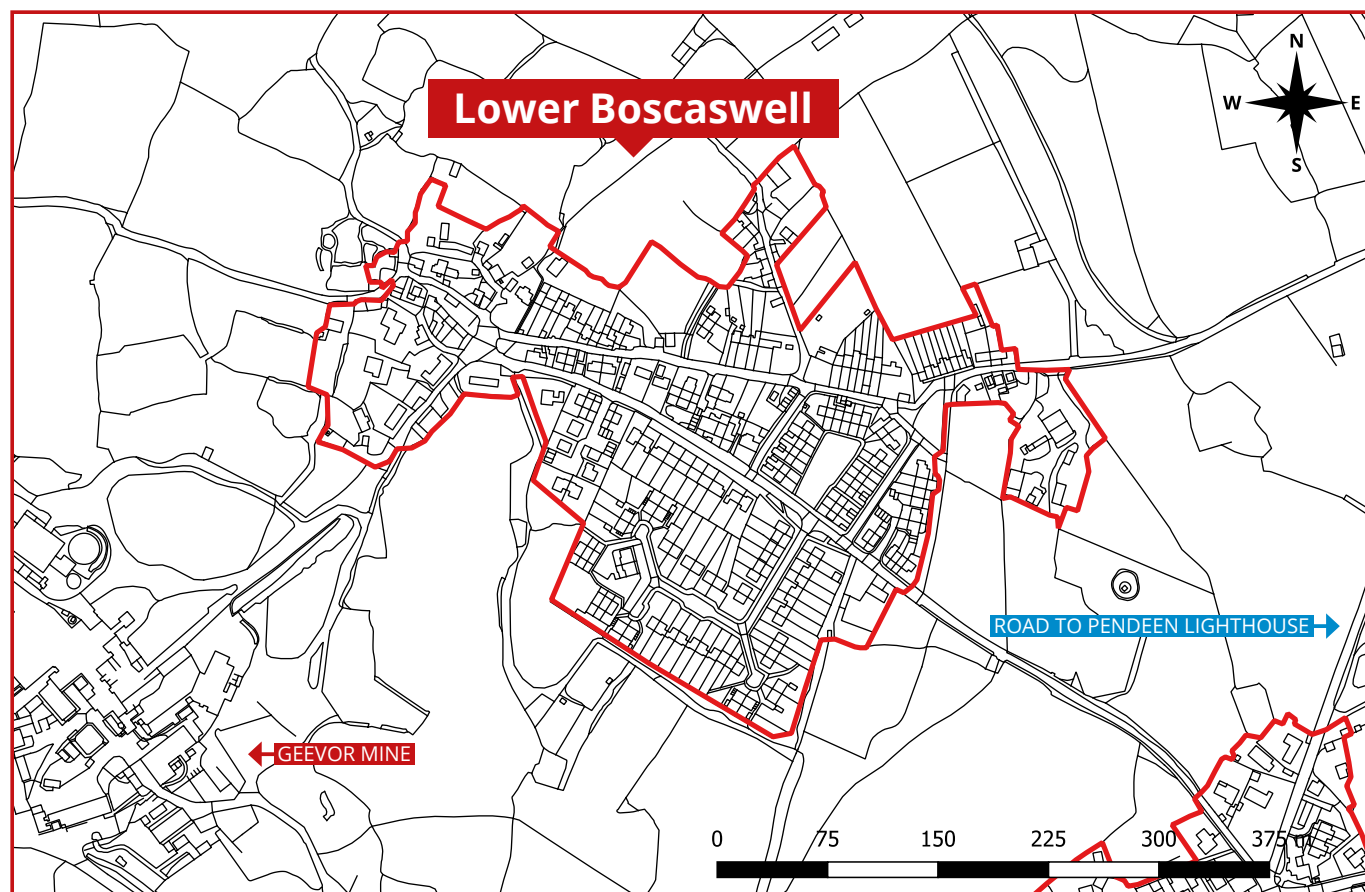 Lower Boscaswell
N
W E
S
ROAD TO PENDEEN LIGHTHOUSE
GEEVOR MINE
0 75 150 225 300 375 m